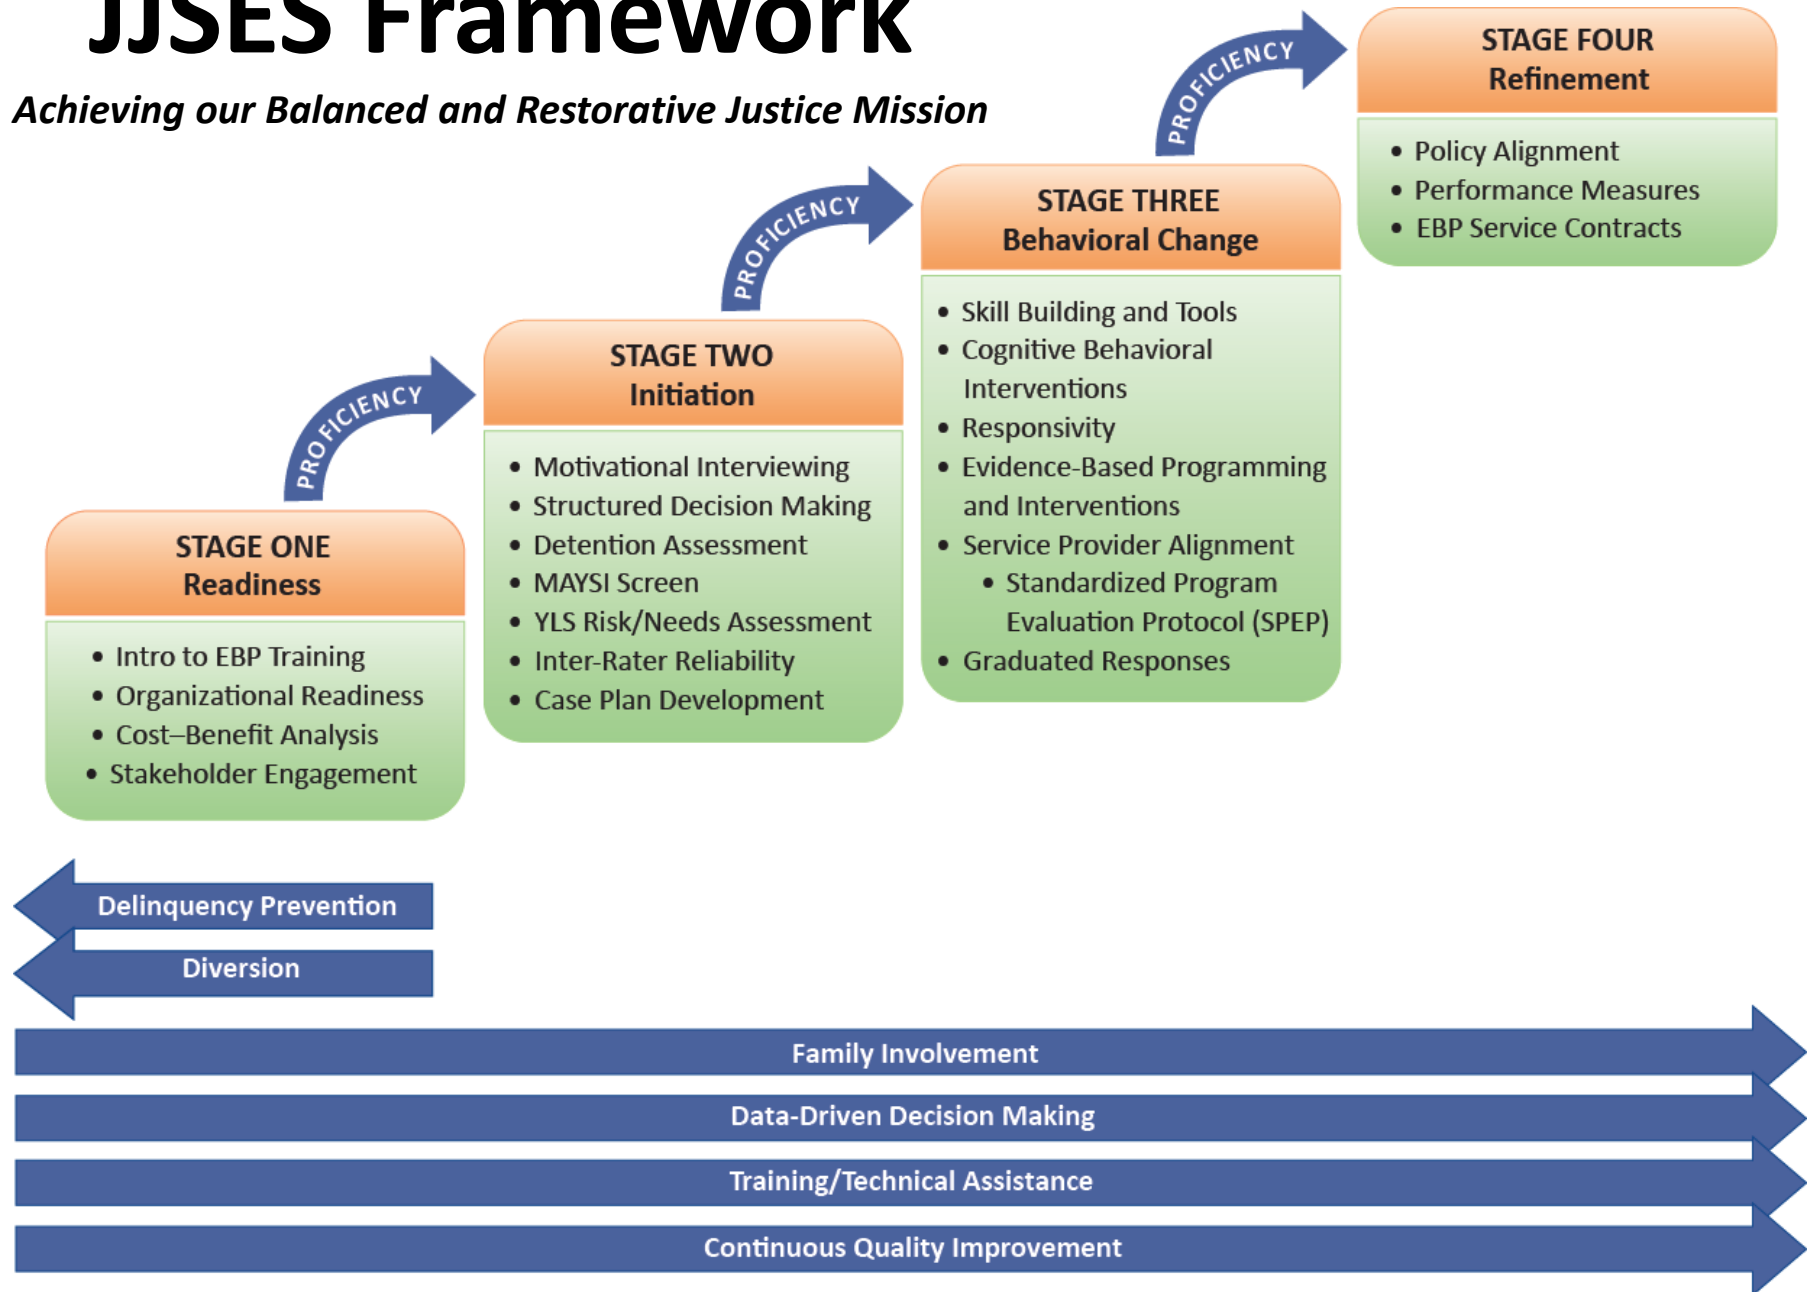 JJSES Framework
Achieving our Balanced and Restorative Justice Mission
STAGE ONE
Readiness
• Intro to EBP Training
• Organizational Readiness
• Cost–Benefit Analysis
• Stakeholder Engagement
PROFICIENCY
STAGE TWO
Initiation
• Motivational Interviewing
• Structured Decision Making
• Detention Assessment
• MAYSI Screen
• YLS Risk/Needs Assessment
• Inter-Rater Reliability
• Case Plan Development
PROFICIENCY
STAGE THREE
Behavioral Change
• Skill Building and Tools
• Cognitive Behavioral
Interventions
• Responsivity
• Evidence-Based Programming
and Interventions
• Service Provider Alignment
• Standardized Program
Evaluation Protocol (SPEP)
• Graduated Responses
PROFICIENCY
STAGE FOUR
Refinement
• Policy Alignment
• Performance Measures
• EBP Service Contracts
Delinquency Prevention
Diversion
Family Involvement
Data-Driven Decision Making
Training/Technical Assistance
Continuous Quality Improvement